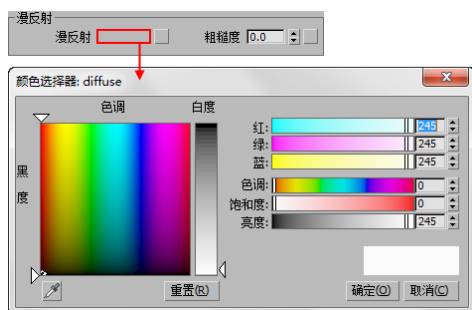 漫反射
漫反射 粗糙度 0.0
颜色选择器: diffuse
色调 白度
红: 245
绿: 245
蓝: 245
黑度
色调: 0
饱和度: 0
亮度: 245
重置(R) 确定(O) 取消(C)